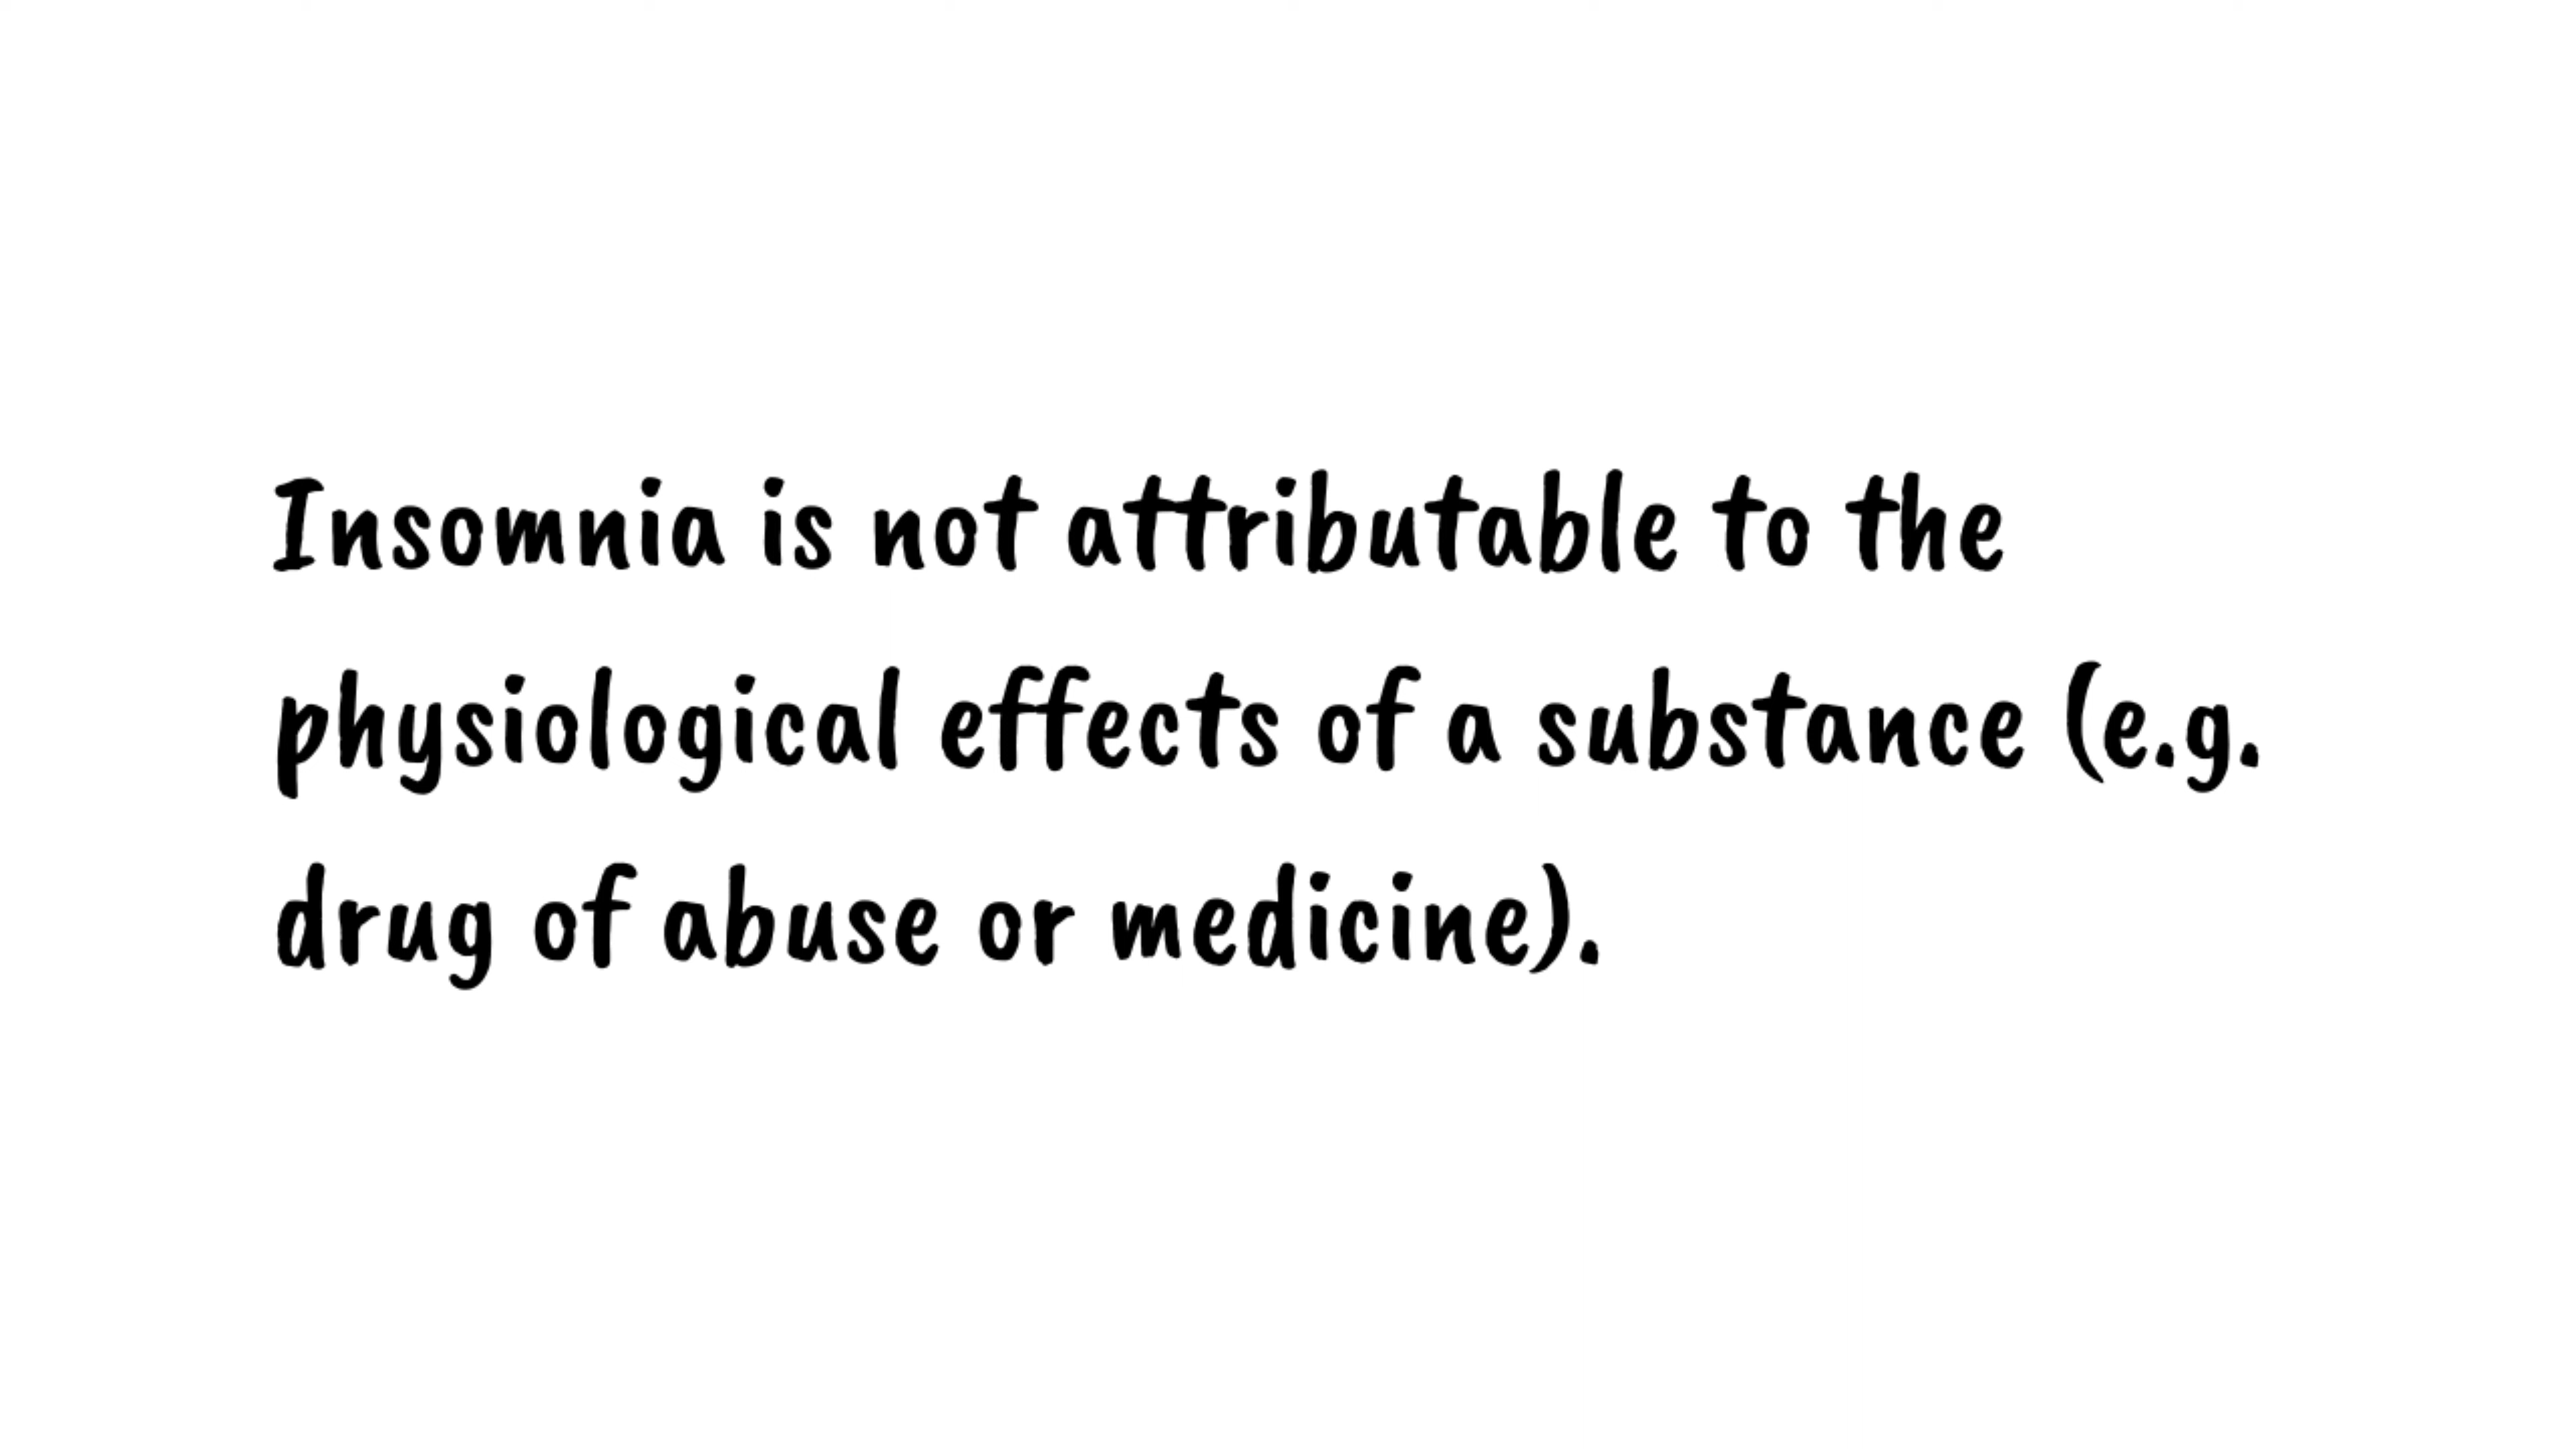 Insomnia is not attributable to the
physiological effects of a substance (e.g.
drug of abuse or medicine).